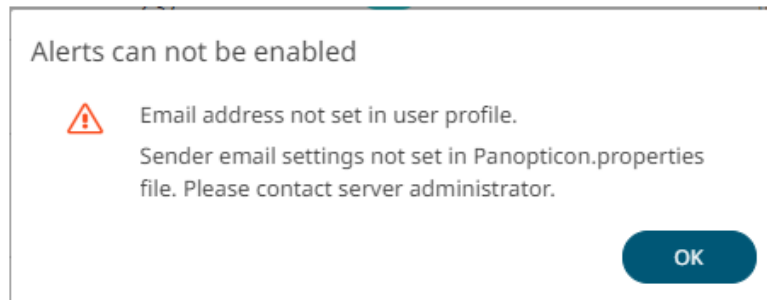 Alerts can not be enabled
Email address not set in user profile.
Sender email settings not set in Panopticon.properties
file. Please contact server administrator.
OK